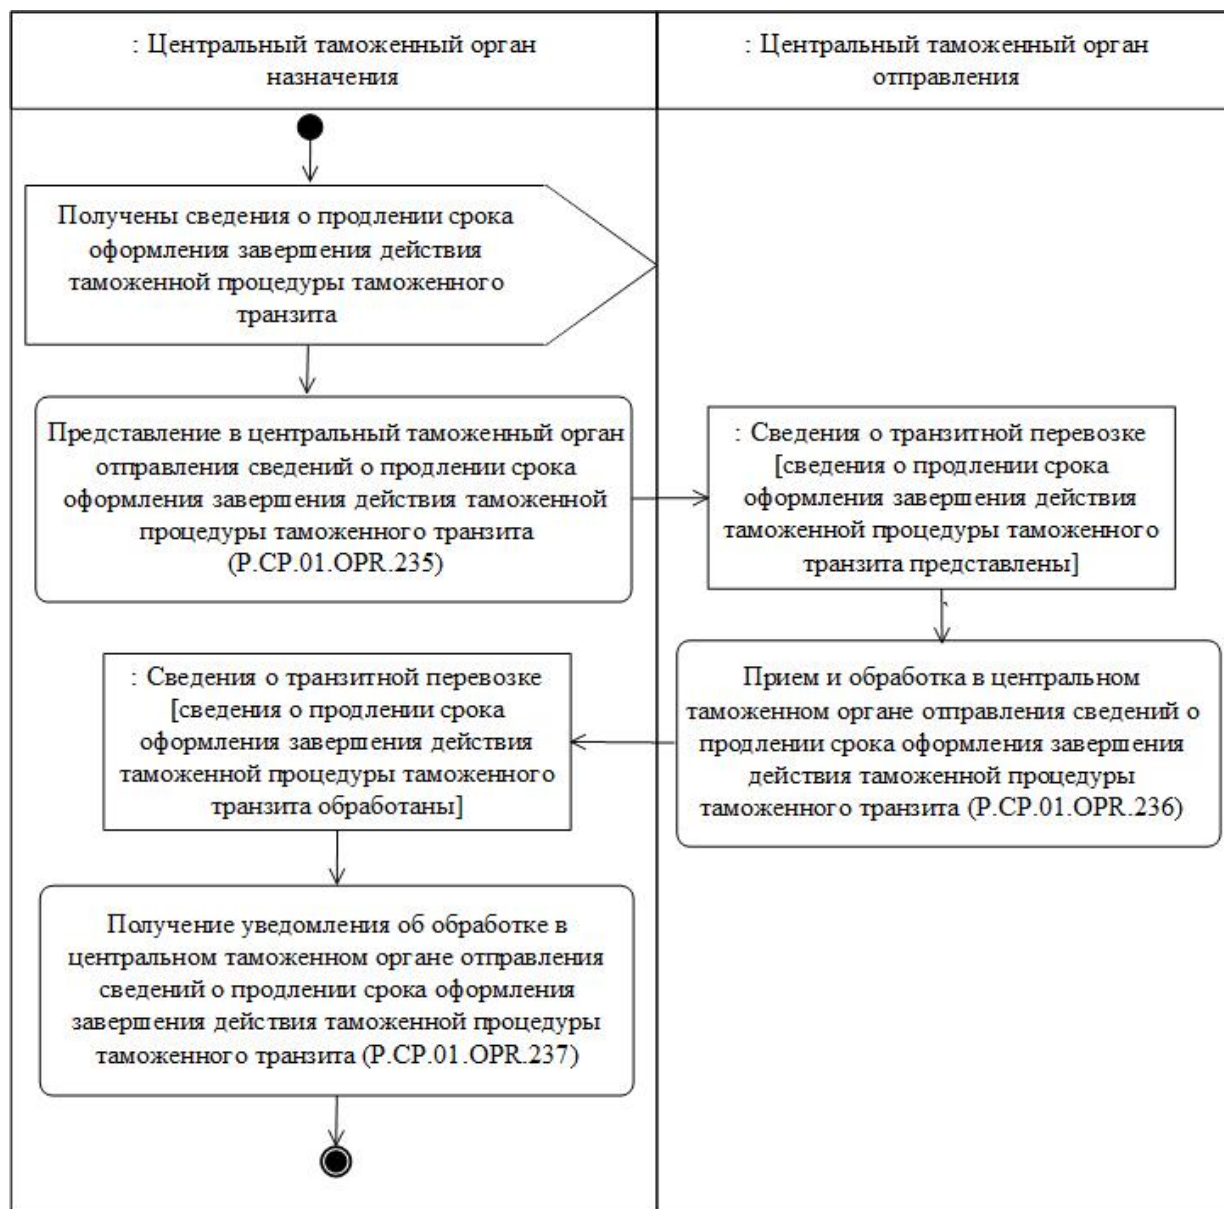 : Центральный таможенный орган
назначения
: Центральный таможенный орган
отправления
Получены сведения о продлении срока
оформления завершения действия
таможенной процедуры таможенного
транзита
Представление в центральный таможенный орган
отправления сведений о продлении срока
оформления завершения действия таможенной
процедуры таможенного транзита
(P.CP.01.OPR.235)
: Сведения о транзитной перевозке
[сведения о продлении срока
оформления завершения действия
таможенной процедуры таможенного
транзита представлены]
Прием и обработка в центральном
таможенном органе отправления сведений о
продлении срока оформления завершения
действия таможенной процедуры
таможенного транзита (P.CP.01.OPR.236)
: Сведения о транзитной перевозке
[сведения о продлении срока
оформления завершения действия
таможенной процедуры таможенного
транзита обработаны]
Получение уведомления об обработке в
центральном таможенном органе отправления
сведений о продлении срока оформления
завершения действия таможенной процедуры
таможенного транзита (P.CP.01.OPR.237)